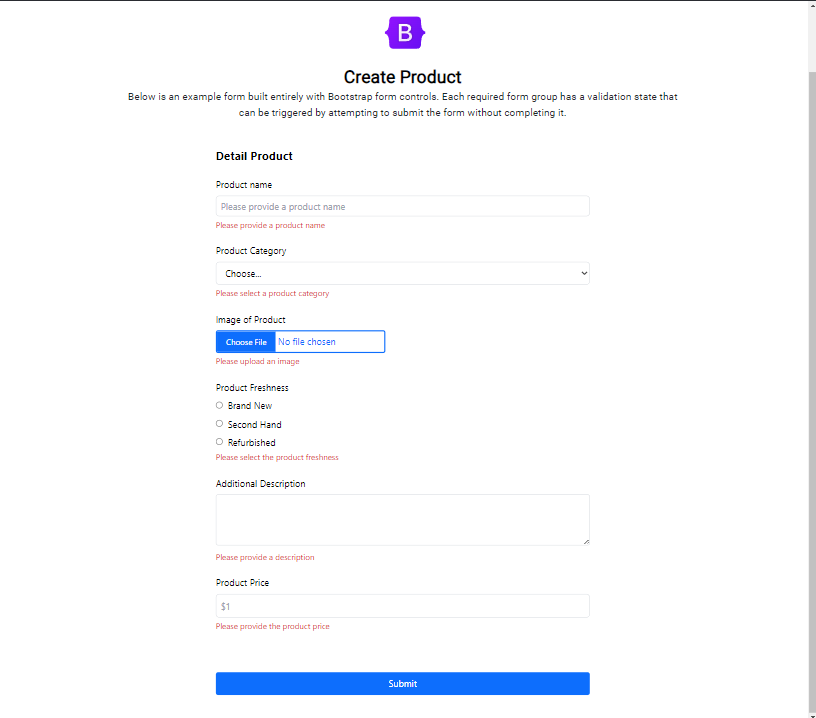 B
Create Product
Below is an example form built entirely with Bootstrap form controls. Each required form group has a validation state that
can be triggered by attempting to submit the form without completing it.
Detail Product
Product name
Please provide a product name
Please provide a product name
Product Category
Choose...
Please select a product category
Image of Product
Choose File No file chosen
Please upload an image
Product Freshness
Brand New
Second Hand
Refurbished
Please select the product freshness
Additional Description
Please provide a description
Product Price
$1
Please provide the product price
Submit